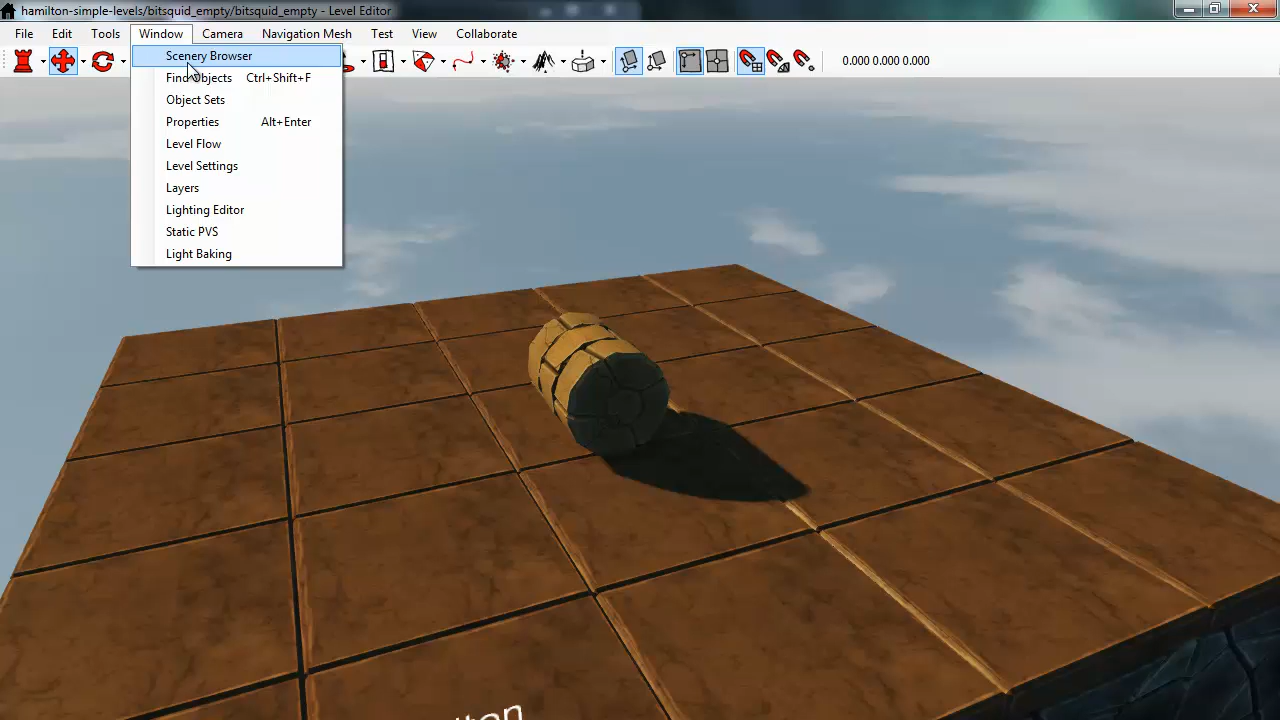 hamilton-simple-levels/bitsquid_empty/bitsquid_empty - Level Editor
File Edit Tools Window Camera Navigation Mesh Test View Collaborate
0.000 0.000 0.000
Scenery Browser
Find Objects Ctrl+Shift+F
Object Sets
Properties Alt+Enter
Level Flow
Level Settings
Layers
Lighting Editor
Static PVS
Light Baking